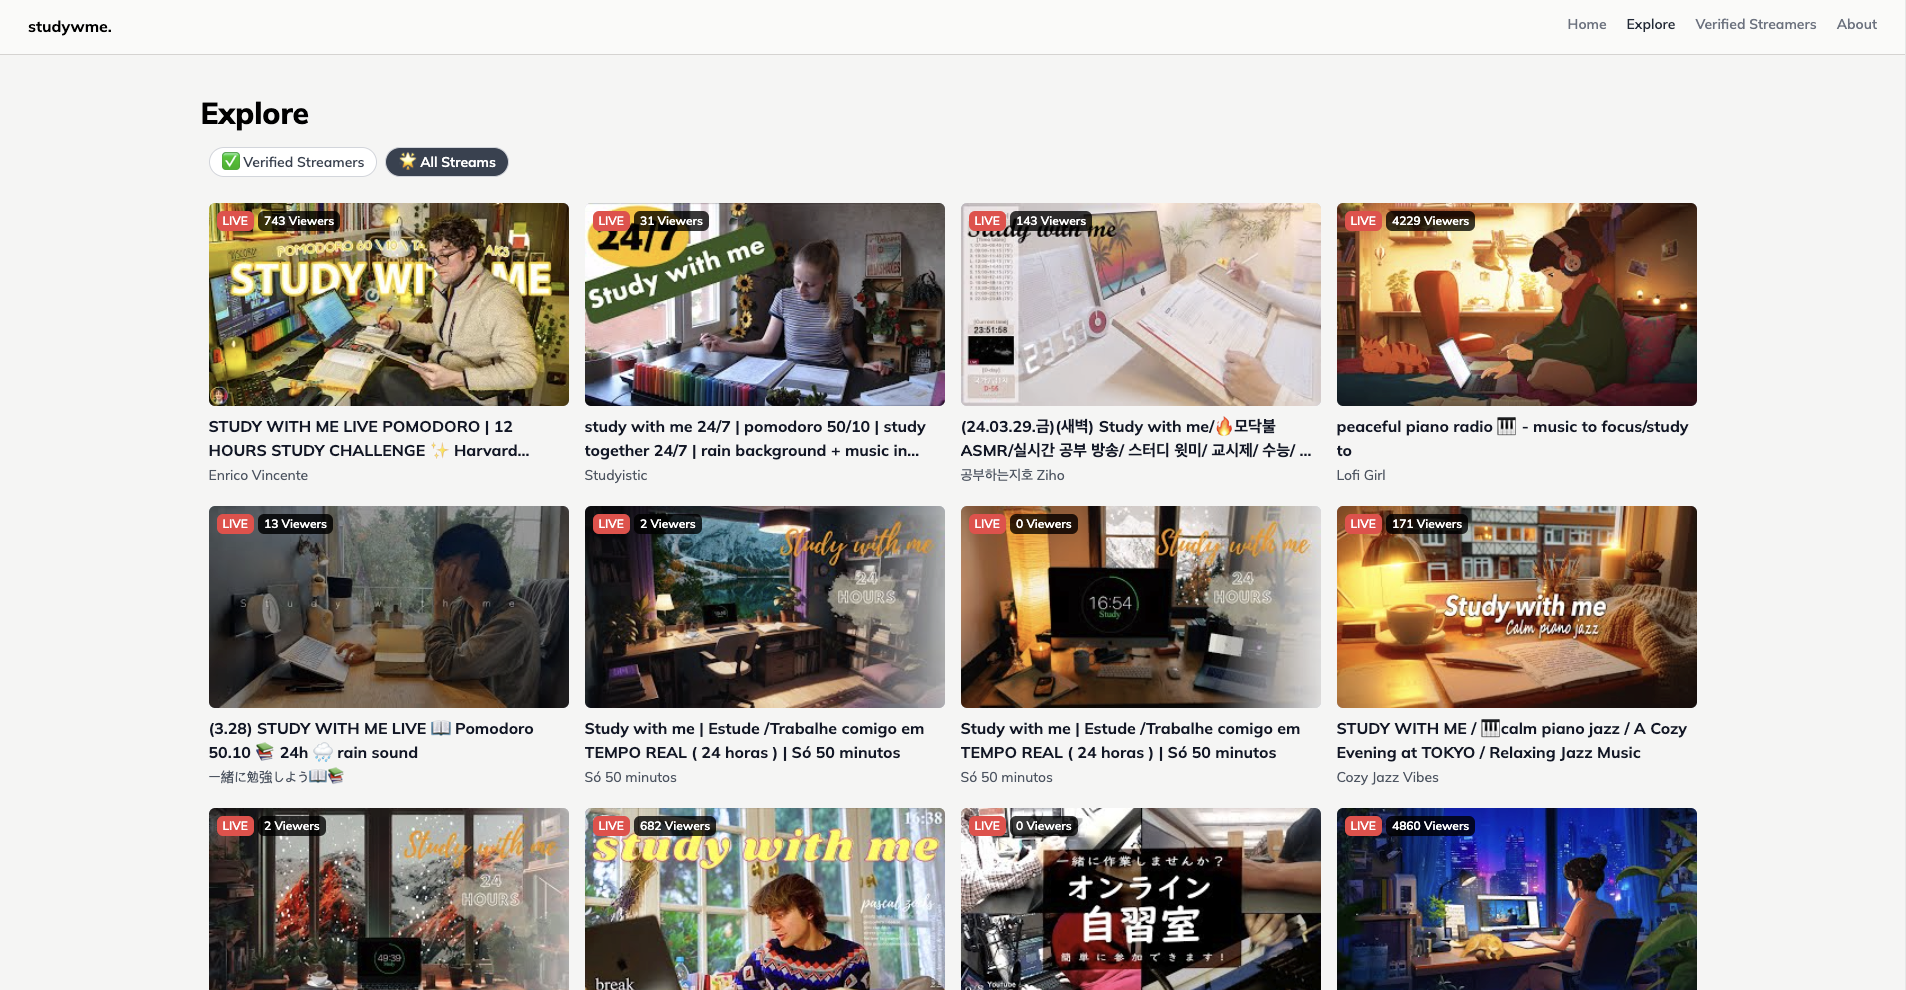 studywme.
Home
Explore
Verified Streamers
About
Explore
✅ Verified Streamers
🌟 All Streams
LIVE
743 Viewers
STUDY WITH ME
STUDY WITH ME LIVE POMODORO | 12
HOURS STUDY CHALLENGE ✨ Harvard...
Enrico Vincente
LIVE
31 Viewers
24/7
Study with me
study with me 24/7 | pomodoro 50/10 | study
together 24/7 | rain background + music in...
Studyistic
LIVE
143 Viewers
Study with me
23:51:58
(24.03.29.금)(새벽) Study with me/🔥모닥불
ASMR/실시간 공부 방송/ 스터디 윗미/ 교시제/ 수능/ ...
공부하는지호 Ziho
LIVE
4229 Viewers
peaceful piano radio 🎹 - music to focus/study
to
Lofi Girl
LIVE
13 Viewers
Study with me
(3.28) STUDY WITH ME LIVE 📖 Pomodoro
50.10 📚 24h 🌧️ rain sound
一緒に勉強しよう📖📚
LIVE
2 Viewers
Study with me
24
HOURS
Study with me | Estude /Trabalhe comigo em
TEMPO REAL ( 24 horas ) | Só 50 minutos
Só 50 minutos
LIVE
0 Viewers
Study with me
24
HOURS
16:54
Study
Study with me | Estude /Trabalhe comigo em
TEMPO REAL ( 24 horas ) | Só 50 minutos
Só 50 minutos
LIVE
171 Viewers
Study with me
Calm piano jazz
STUDY WITH ME / 🎹calm piano jazz / A Cozy
Evening at TOKYO / Relaxing Jazz Music
Cozy Jazz Vibes
LIVE
2 Viewers
Study with me
24
HOURS
49:39
LIVE
682 Viewers
16:38
study with me
break
LIVE
0 Viewers
一緒に作業しませんか？
オンライン
自習室
簡単に参加できます！
YouTube
LIVE
4860 Viewers